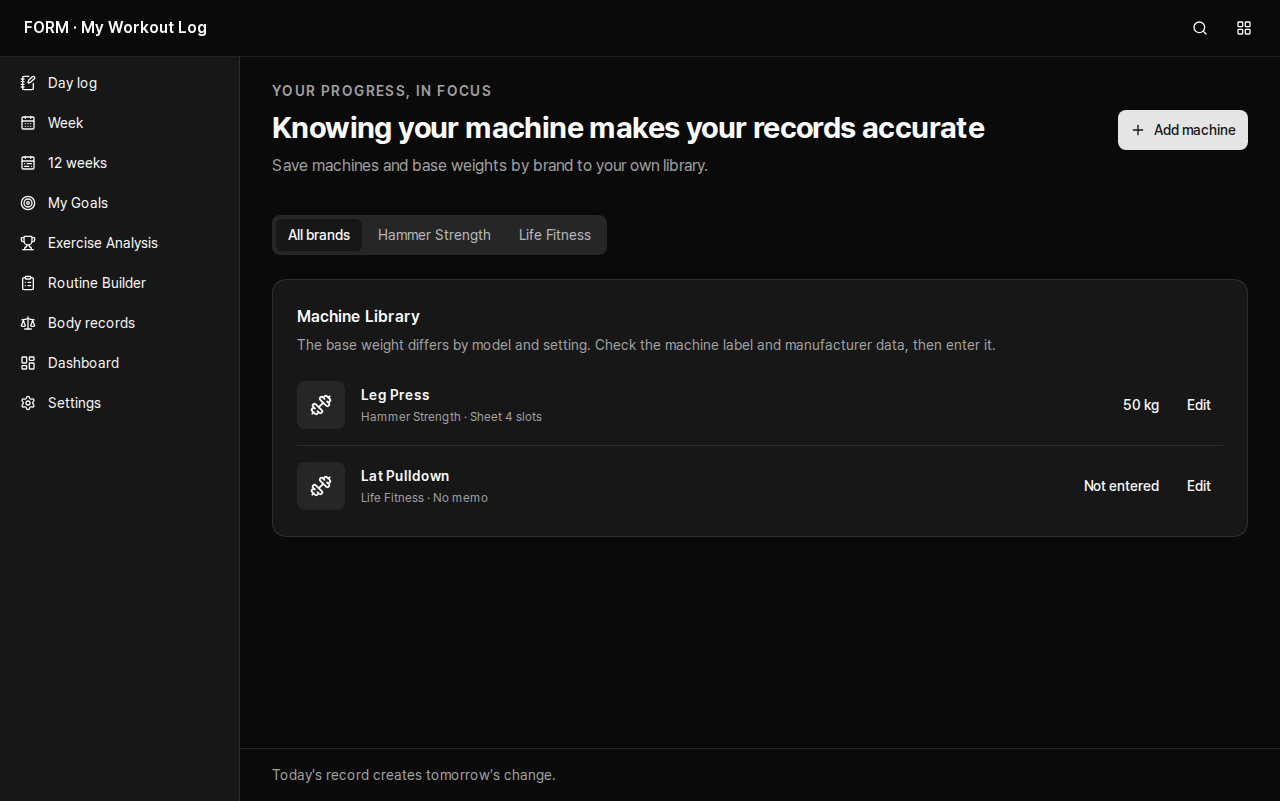 FORM · My Workout Log
Day log
Week
12 weeks
My Goals
Exercise Analysis
Routine Builder
Body records
Dashboard
Settings
YOUR PROGRESS, IN FOCUS
Knowing your machine makes your records accurate
Save machines and base weights by brand to your own library.
Add machine
All brands
Hammer Strength
Life Fitness
Machine Library
The base weight differs by model and setting. Check the machine label and manufacturer data, then enter it.
Leg Press
Hammer Strength · Sheet 4 slots
50 kg
Edit
Lat Pulldown
Life Fitness · No memo
Not entered
Edit
Today's record creates tomorrow's change.